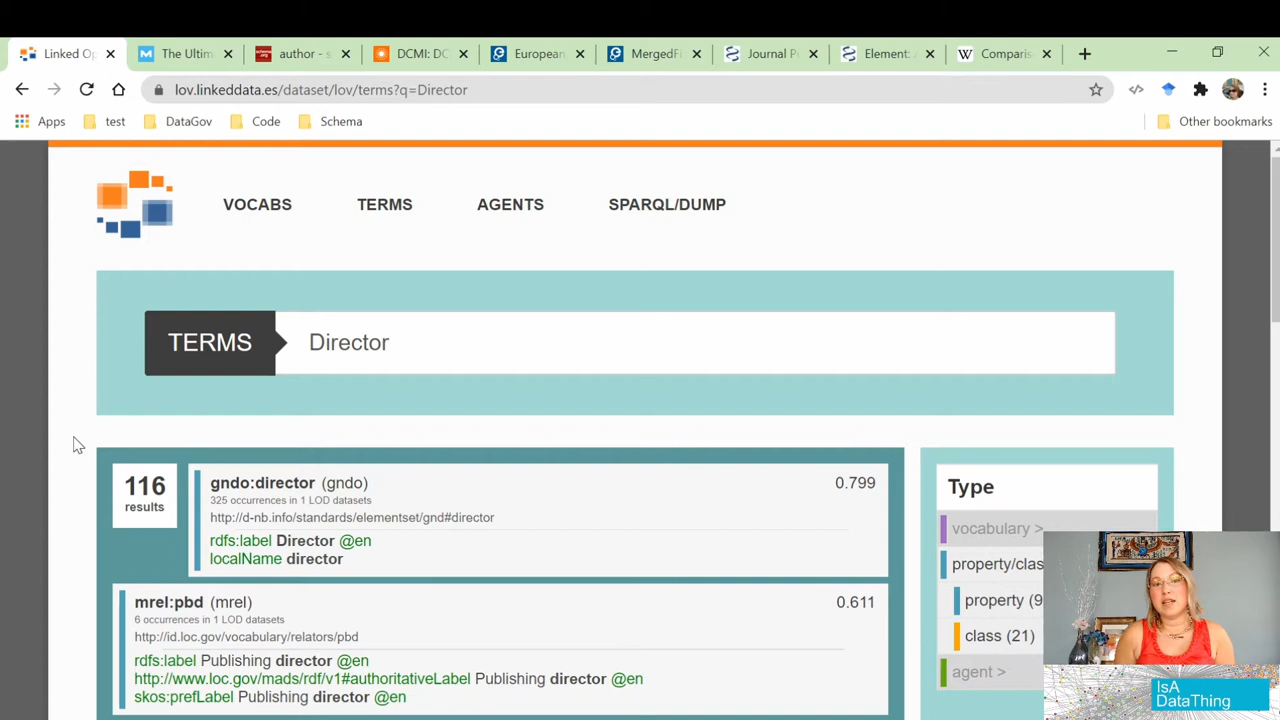 Linked Op
The Ultim
author - s
DCMI: DC
European
MergedFi
Journal P
Element: A
Comparis
lov.linkeddata.es/dataset/lov/terms?q=Director
Apps
test
DataGov
Code
Schema
Other bookmarks
VOCABS
TERMS
AGENTS
SPARQL/DUMP
TERMS
Director
116
results
gndo:director (gndo)
0.799
325 occurrences in 1 LOD datasets
http://d-nb.info/standards/elementset/gnd#director
rdfs:label Director @en
localName director
mrel:pbd (mrel)
0.611
6 occurrences in 1 LOD datasets
http://id.loc.gov/vocabulary/relators/pbd
rdfs:label Publishing director @en
http://www.loc.gov/mads/rdf/v1#authoritativeLabel Publishing director @en
skos:prefLabel Publishing director @en
Type
vocabulary >
property/clas
property (9
class (21)
agent >
IsA
DataThing